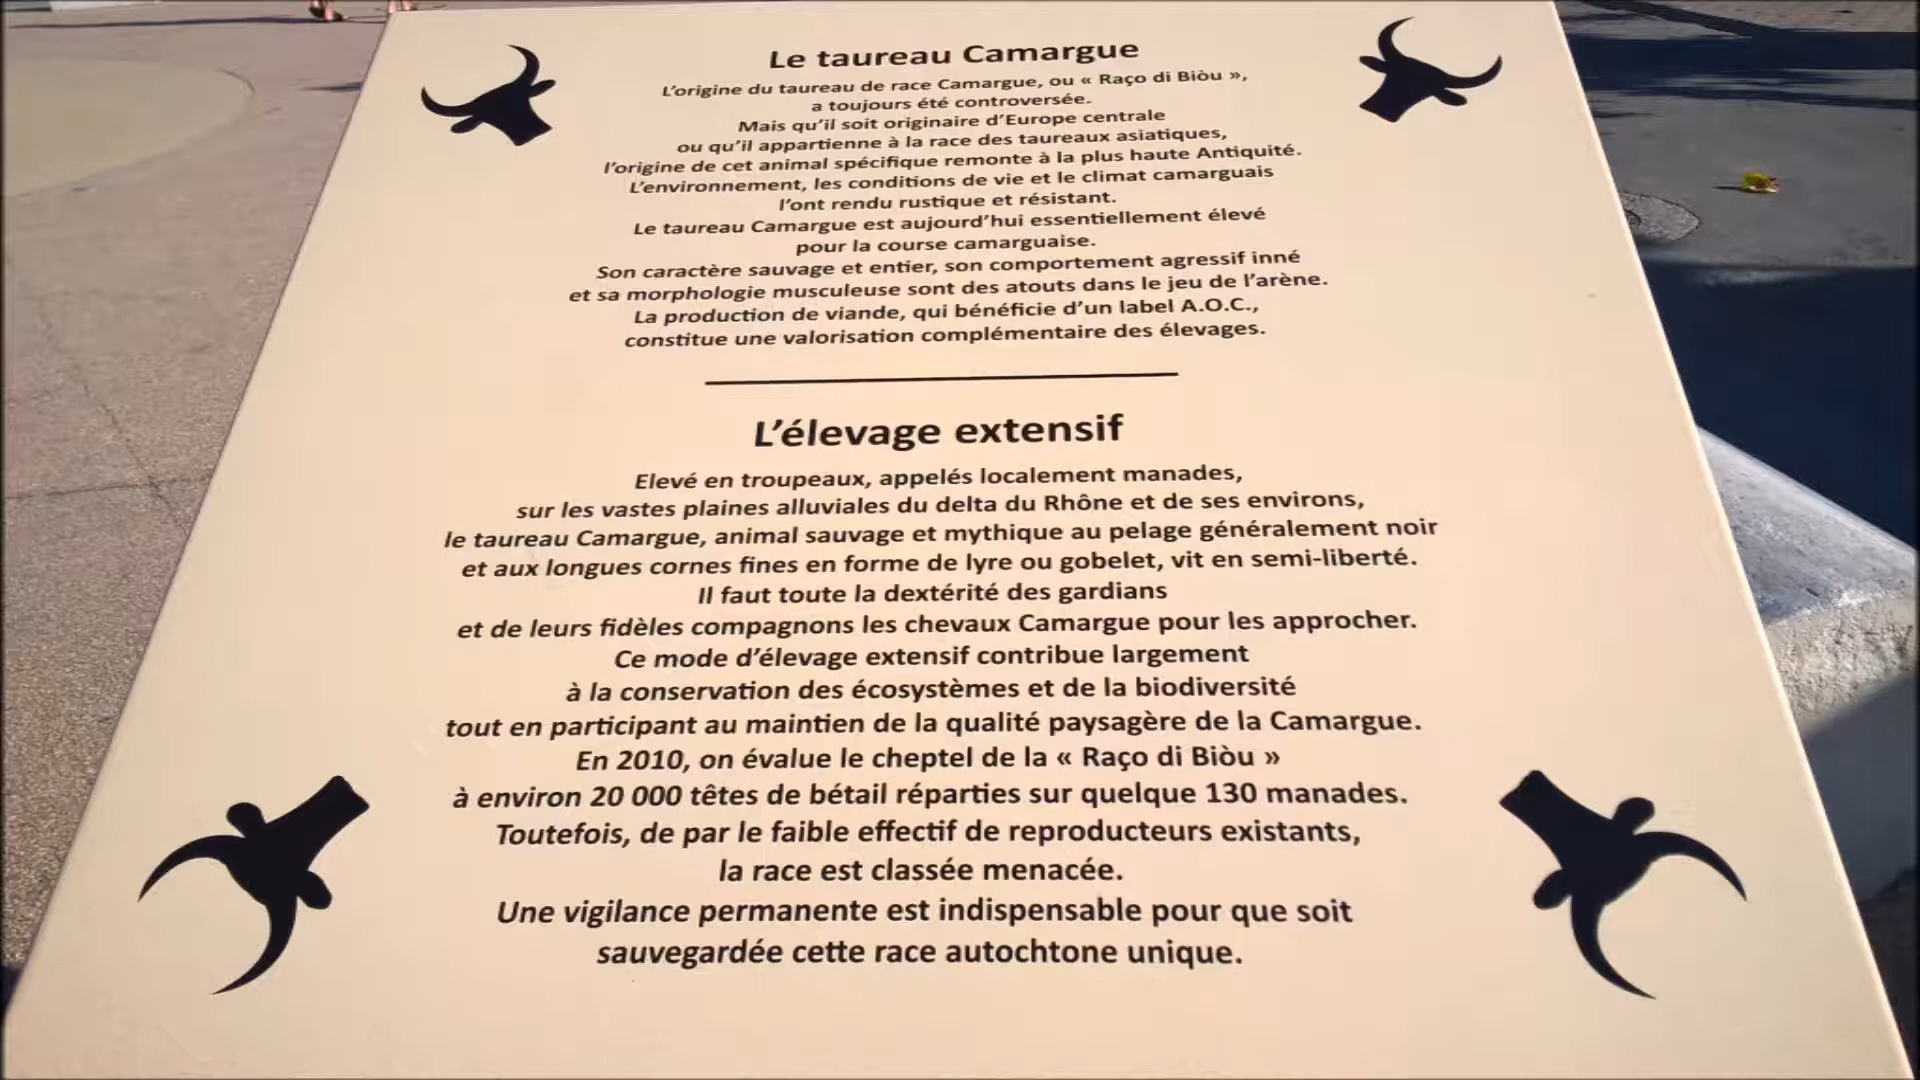 Le taureau Camargue
L'origine du taureau de race Camargue, ou « Raço di Biòu »,
a toujours été controversée.
Mais qu'il soit originaire d'Europe centrale
ou qu'il appartienne à la race des taureaux asiatiques,
l'origine de cet animal spécifique remonte à la plus haute Antiquité.
L'environnement, les conditions de vie et le climat camarguais
l'ont rendu rustique et résistant.
Le taureau Camargue est aujourd'hui essentiellement élevé
pour la course camarguaise.
Son caractère sauvage et entier, son comportement agressif inné
et sa morphologie musculeuse sont des atouts dans le jeu de l'arène.
La production de viande, qui bénéficie d'un label A.O.C.,
constitue une valorisation complémentaire des élevages.
L'élevage extensif
Elevé en troupeaux, appelés localement manades,
sur les vastes plaines alluviales du delta du Rhône et de ses environs,
le taureau Camargue, animal sauvage et mythique au pelage généralement noir
et aux longues cornes fines en forme de lyre ou gobelet, vit en semi-liberté.
Il faut toute la dextérité des gardians
et de leurs fidèles compagnons les chevaux Camargue pour les approcher.
Ce mode d'élevage extensif contribue largement
à la conservation des écosystèmes et de la biodiversité
tout en participant au maintien de la qualité paysagère de la Camargue.
En 2010, on évalue le cheptel de la « Raço di Biòu »
à environ 20 000 têtes de bétail réparties sur quelque 130 manades.
Toutefois, de par le faible effectif de reproducteurs existants,
la race est classée menacée.
Une vigilance permanente est indispensable pour que soit
sauvegardée cette race autochtone unique.